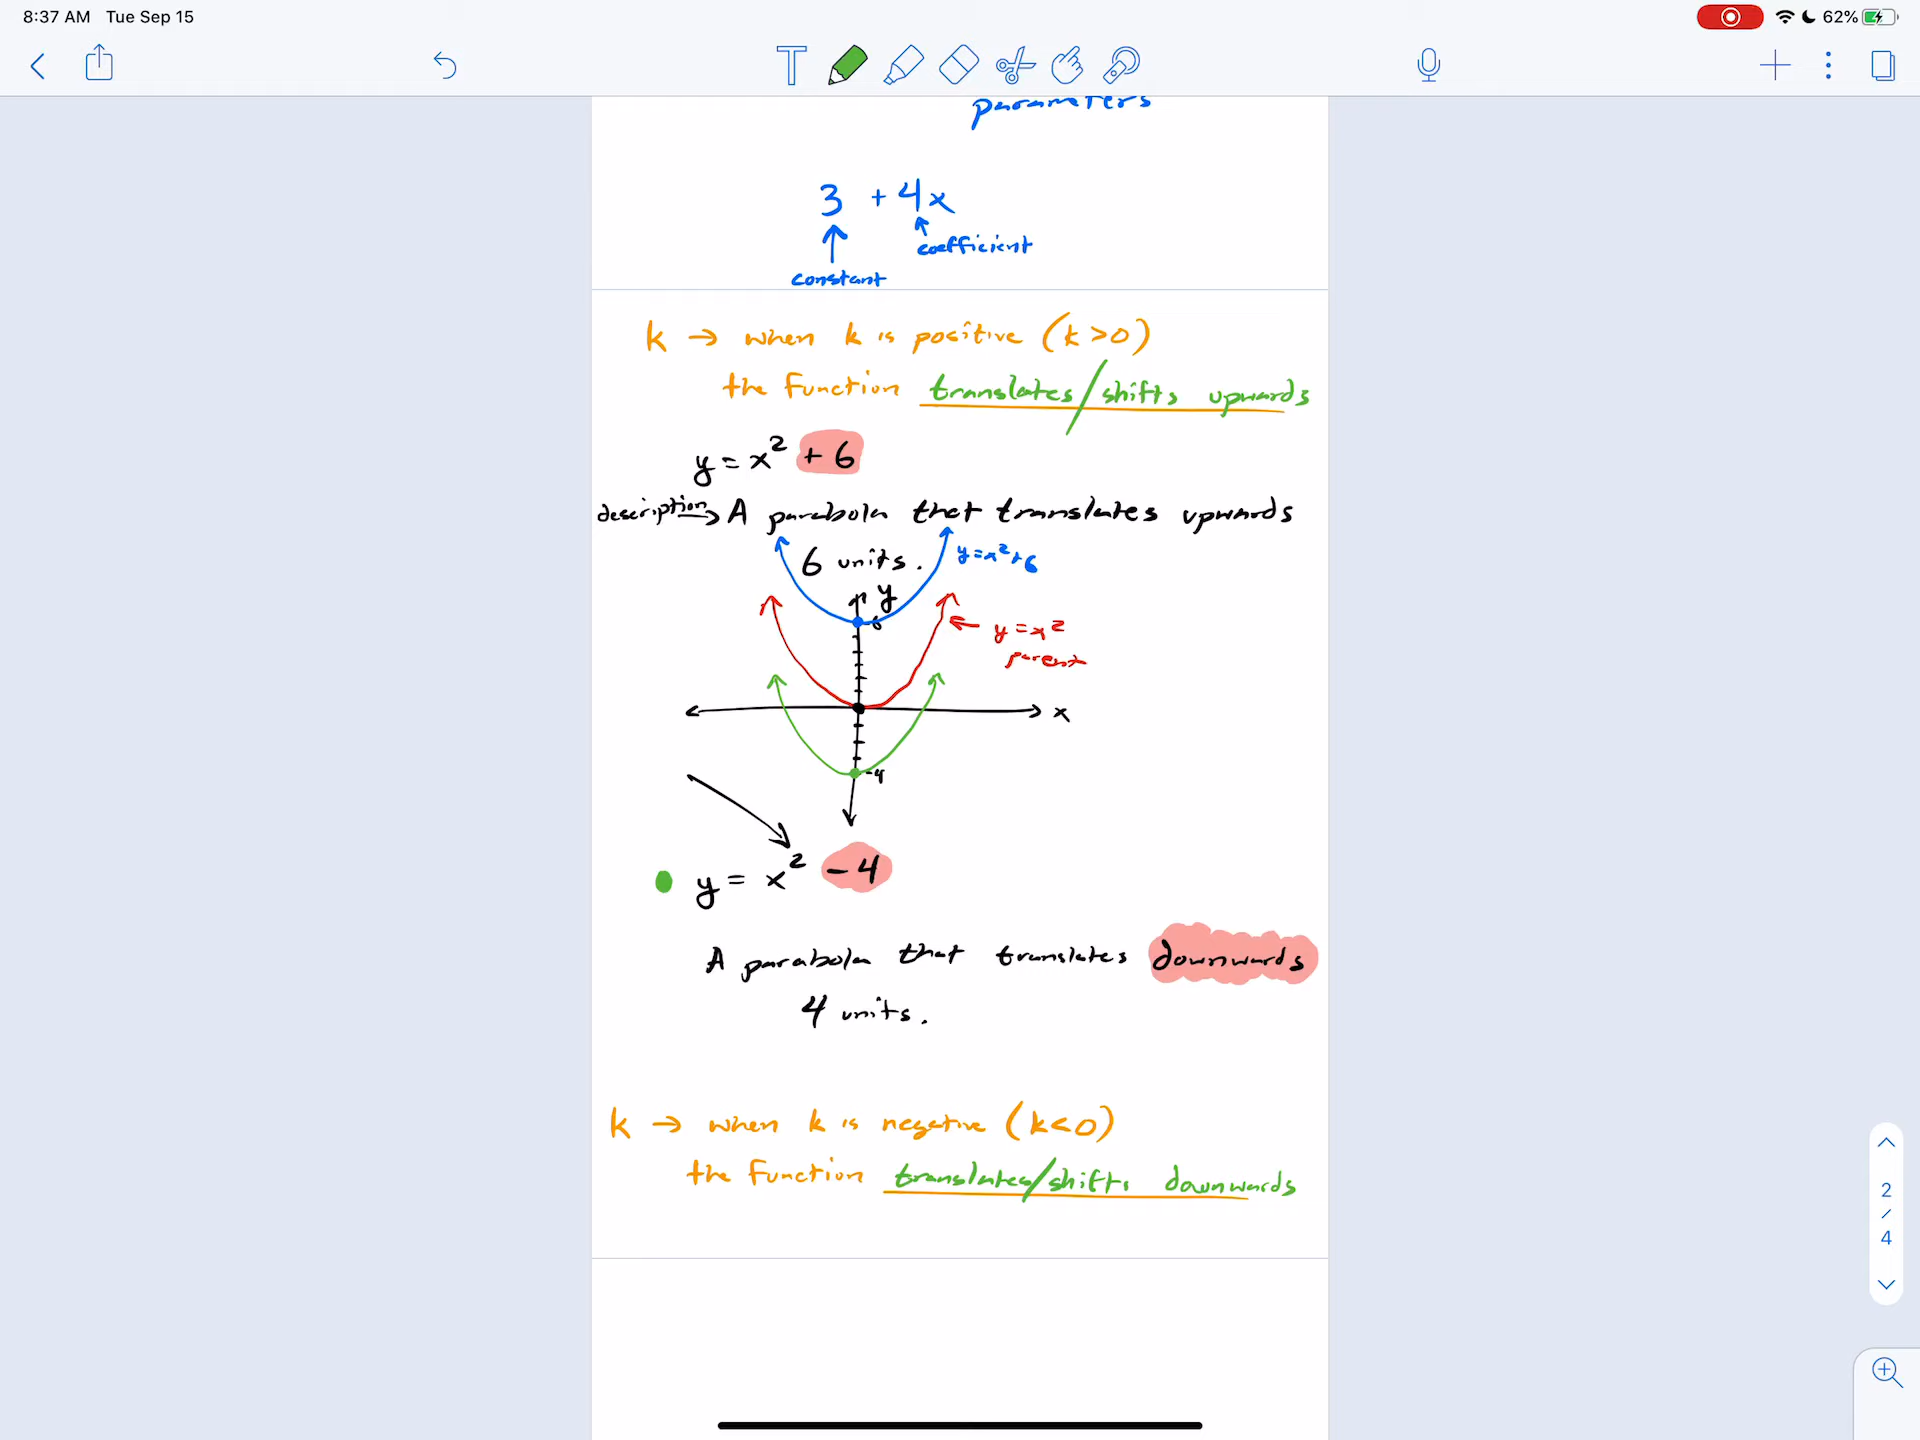 8:37 AM Tue Sep 15
62%
parameters
3 + 4x
coefficient
constant
k → when k is positive (k>0)
the function translates/shifts upwards
y = x² + 6
description → A parabola that translates upwards
6 units.
y = x² + 6
y
6
← y = x²
parent
x
-4
y = x² - 4
A parabola that translates downwards
4 units.
k → when k is negative (k<0)
the function translates/shifts downwards
2
/
4